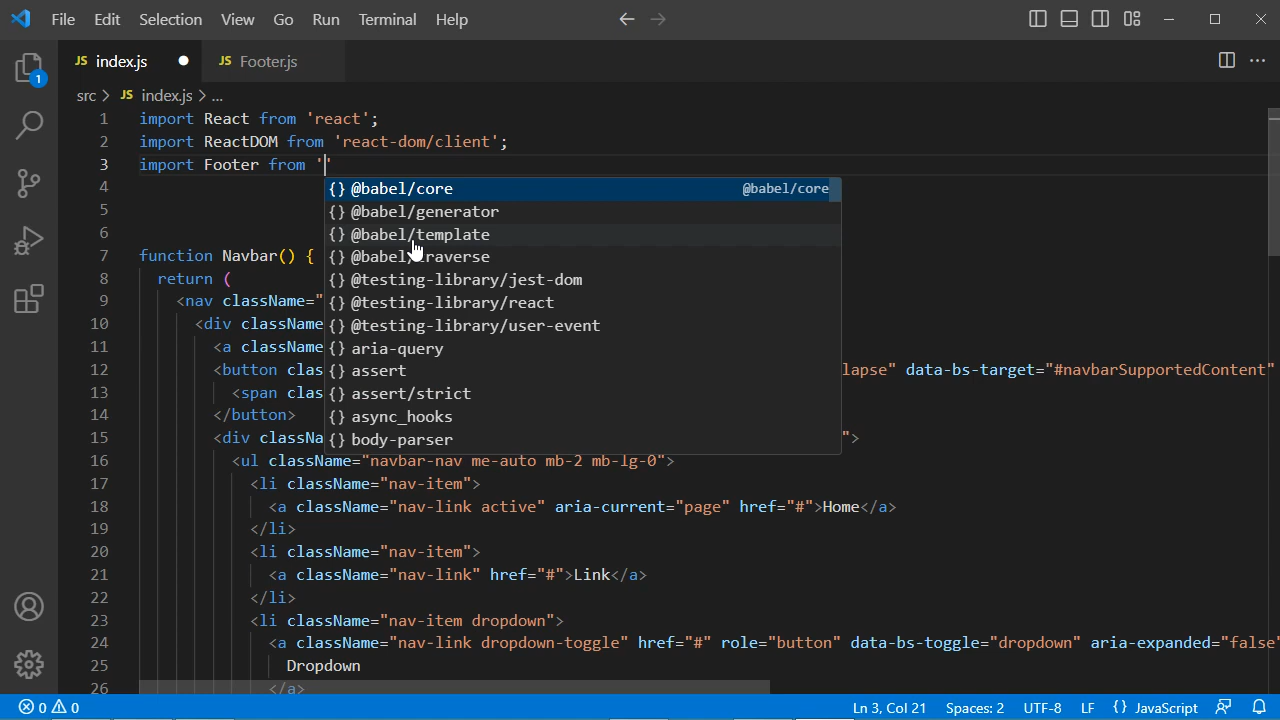 File Edit Selection View Go Run Terminal Help
JS index.js JS Footer.js
1
src > JS index.js > ...
1 import React from 'react';
2 import ReactDOM from 'react-dom/client';
3 import Footer from ''
4 {} @babel/core @babel/core
5 {} @babel/generator
6 {} @babel/template
7 function Navbar() { {} @babel/traverse
8 return ( {} @testing-library/jest-dom
9 <nav className=" {} @testing-library/react
10 <div className {} @testing-library/user-event
11 <a className {} aria-query
12 <button clas {} assert lapse" data-bs-target="#navbarSupportedContent"
13 <span clas {} assert/strict
14 </button> {} async_hooks
15 <div classNa {} body-parser ">
16 <ul className="navbar-nav me-auto mb-2 mb-lg-0">
17 <li className="nav-item">
18 <a className="nav-link active" aria-current="page" href="#">Home</a>
19 </li>
20 <li className="nav-item">
21 <a className="nav-link" href="#">Link</a>
22 </li>
23 <li className="nav-item dropdown">
24 <a className="nav-link dropdown-toggle" href="#" role="button" data-bs-toggle="dropdown" aria-expanded="false"
25 Dropdown
26 </a>
0 0 Ln 3, Col 21 Spaces: 2 UTF-8 LF {} JavaScript